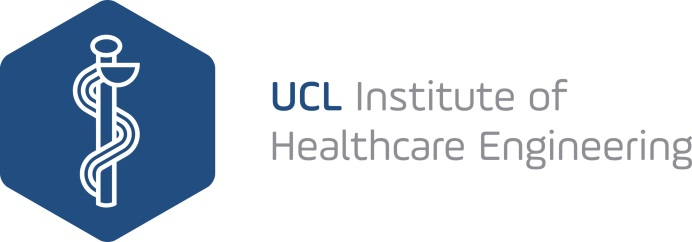 UCL Institute of
Healthcare Engineering